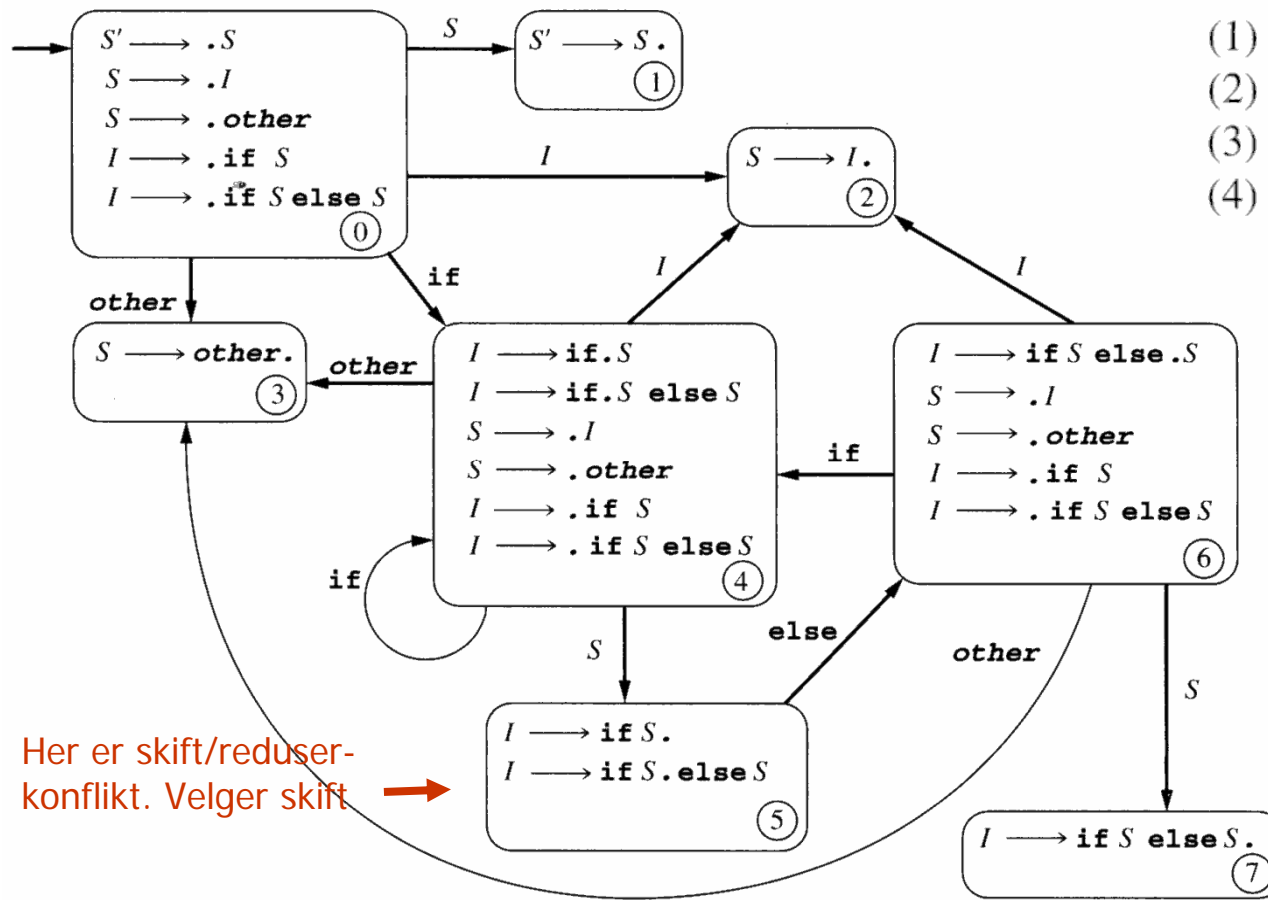 S' ⟶ .S
S ⟶ .I
S ⟶ .other
I ⟶ .if S
I ⟶ .if S else S
0
S
S' ⟶ S.
1
(1)
(2)
(3)
(4)
I
S ⟶ I.
2
other
if
I
I
S ⟶ other.
3
other
I ⟶ if.S
I ⟶ if.S else S
S ⟶ .I
S ⟶ .other
I ⟶ .if S
I ⟶ .if S else S
4
if
if
I ⟶ if S else.S
S ⟶ .I
S ⟶ .other
I ⟶ .if S
I ⟶ .if S else S
6
S
else
other
S
Her er skift/reduser-
konflikt. Velger skift
I ⟶ if S.
I ⟶ if S.else S
5
I ⟶ if S else S.
7